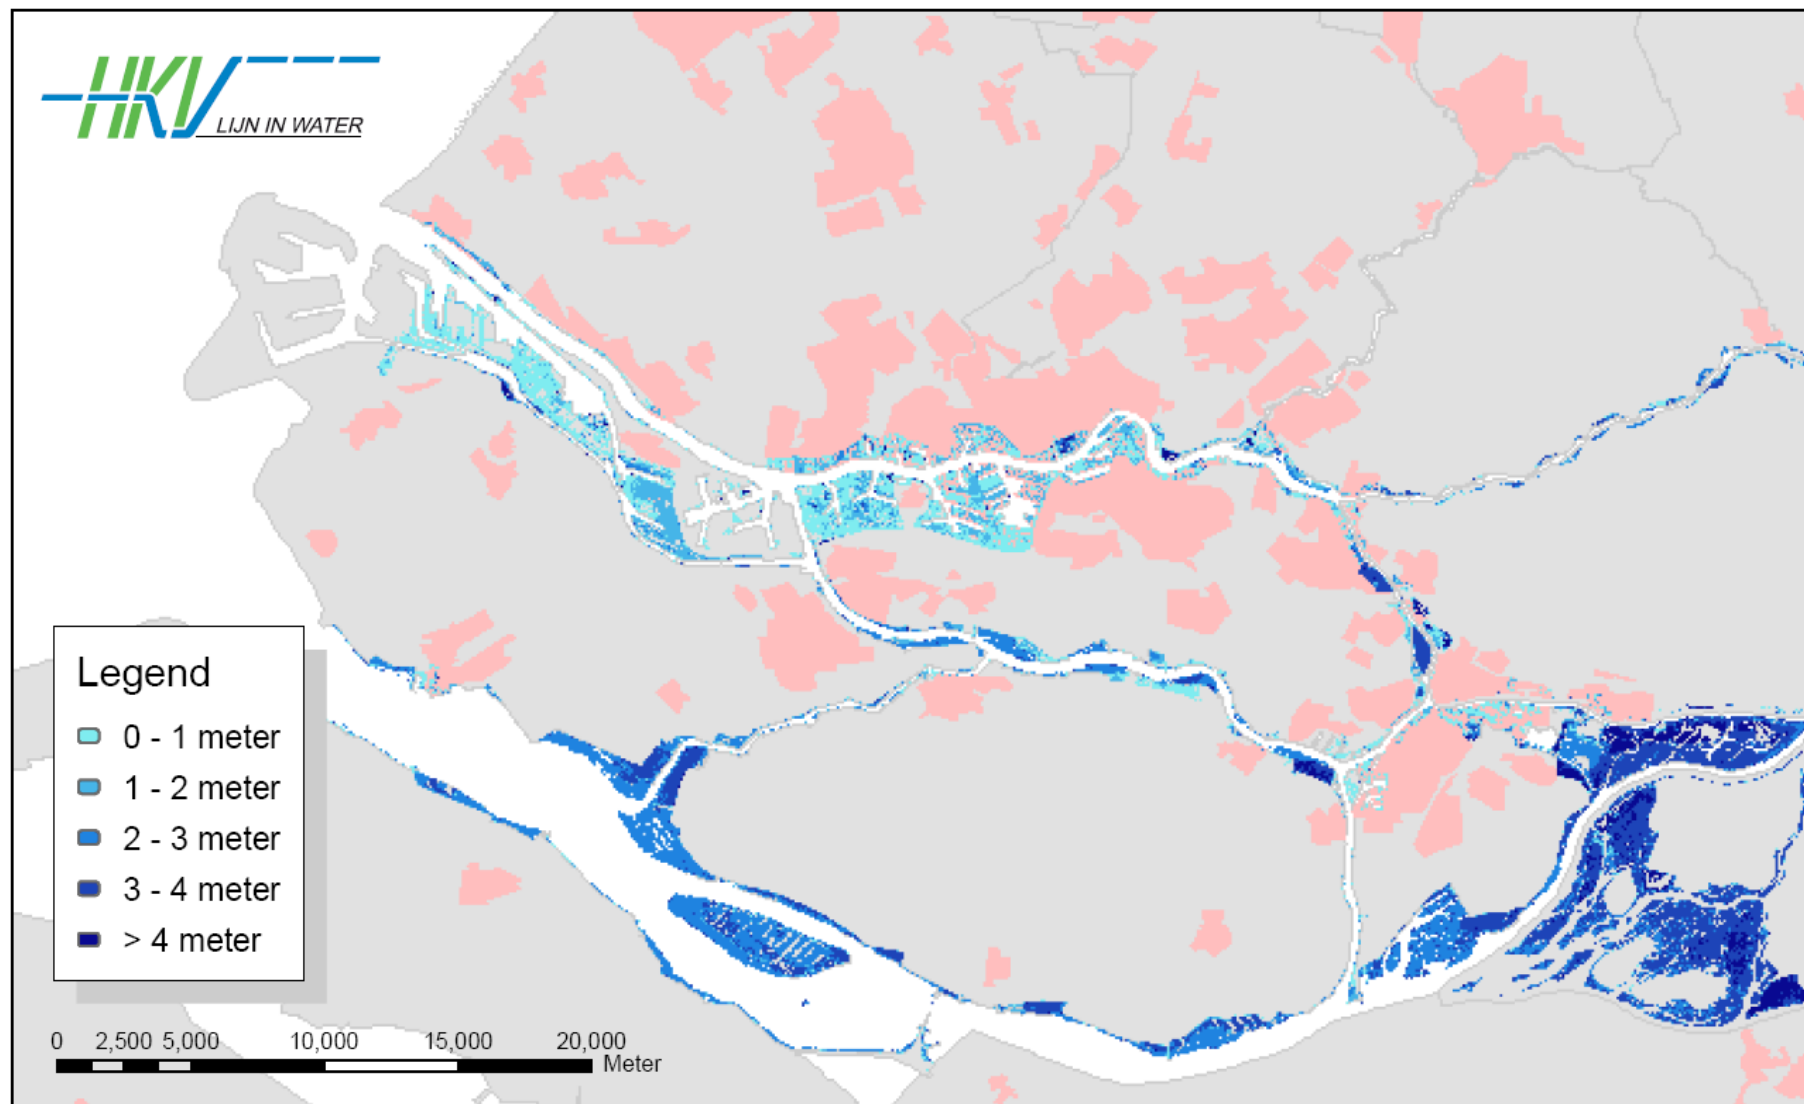 HKV
LIJN IN WATER
Legend
0 - 1 meter
1 - 2 meter
2 - 3 meter
3 - 4 meter
> 4 meter
0 2,500 5,000 10,000 15,000 20,000
Meter